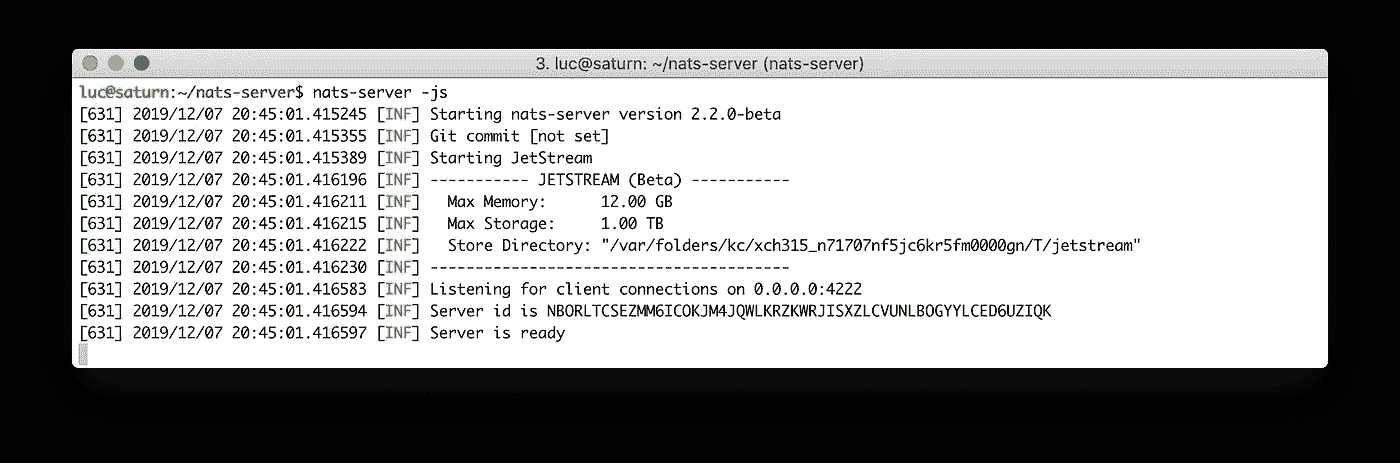 3. luc@saturn: ~/nats-server (nats-server)
luc@saturn:~/nats-server$ nats-server -js
[631] 2019/12/07 20:45:01.415245 [INF] Starting nats-server version 2.2.0-beta
[631] 2019/12/07 20:45:01.415355 [INF] Git commit [not set]
[631] 2019/12/07 20:45:01.415389 [INF] Starting JetStream
[631] 2019/12/07 20:45:01.416196 [INF] ----------- JETSTREAM (Beta) -----------
[631] 2019/12/07 20:45:01.416211 [INF]   Max Memory:      12.00 GB
[631] 2019/12/07 20:45:01.416215 [INF]   Max Storage:     1.00 TB
[631] 2019/12/07 20:45:01.416222 [INF]   Store Directory: "/var/folders/kc/xch315_n71707nf5jc6kr5fm0000gn/T/jetstream"
[631] 2019/12/07 20:45:01.416230 [INF] ----------------------------------------
[631] 2019/12/07 20:45:01.416583 [INF] Listening for client connections on 0.0.0.0:4222
[631] 2019/12/07 20:45:01.416594 [INF] Server id is NBORLTCSEZMM6ICOKJM4JQWLKRZKWRJISXZLCVUNLBOGYYLCED6UZIQK
[631] 2019/12/07 20:45:01.416597 [INF] Server is ready